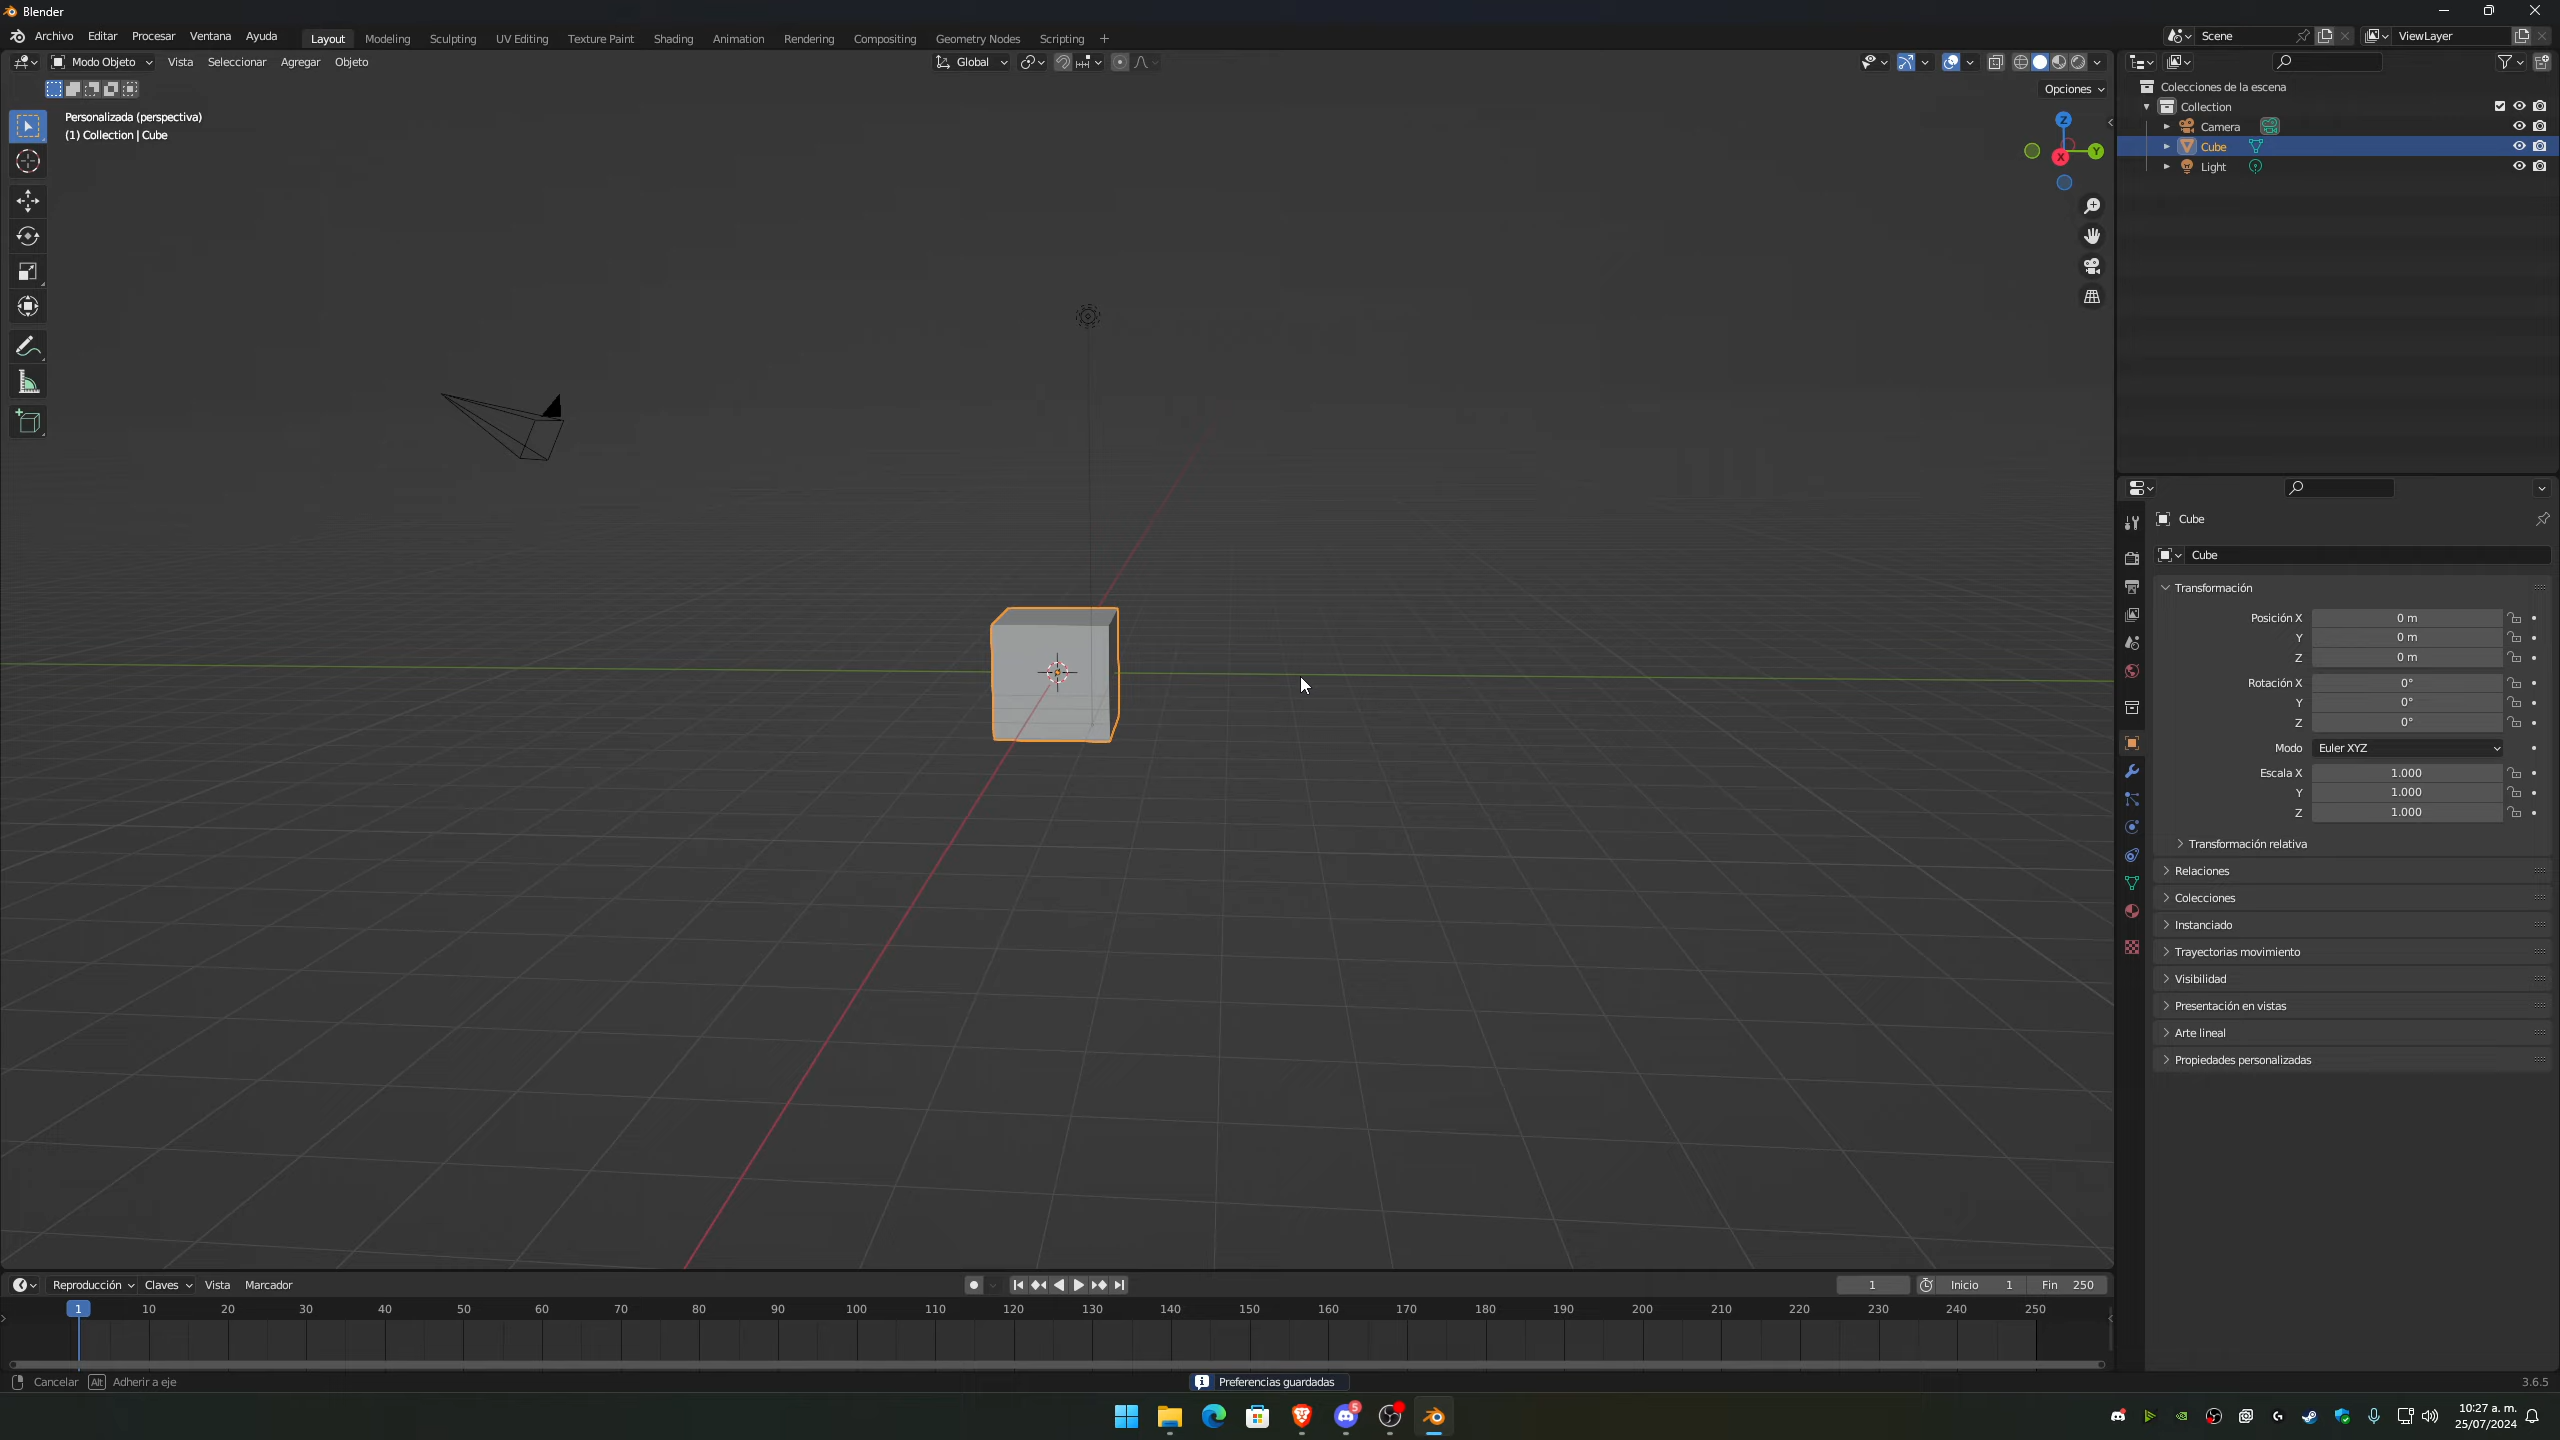 Blender
Archivo Editar Procesar Ventana Ayuda Layout Modeling Sculpting UV Editing Texture Paint Shading Animation Rendering Compositing Geometry Nodes Scripting + Scene ViewLayer
Modo Objeto Vista Seleccionar Agregar Objeto Global
Opciones
Personalizada (perspectiva)
(1) Collection | Cube
Z
Y
X
Colecciones de la escena
Collection
Camera
Cube
Light
Cube
Cube
Transformación
Posición X 0 m
Y 0 m
Z 0 m
Rotación X 0°
Y 0°
Z 0°
Modo Euler XYZ
Escala X 1.000
Y 1.000
Z 1.000
Transformación relativa
Relaciones
Colecciones
Instanciado
Trayectorias movimiento
Visibilidad
Presentación en vistas
Arte lineal
Propiedades personalizadas
Reproducción Claves Vista Marcador 1 Inicio 1 Fin 250
1 10 20 30 40 50 60 70 80 90 100 110 120 130 140 150 160 170 180 190 200 210 220 230 240 250
Cancelar Alt Adherir a eje Preferencias guardadas 3.6.5
5
10:27 a. m.
25/07/2024